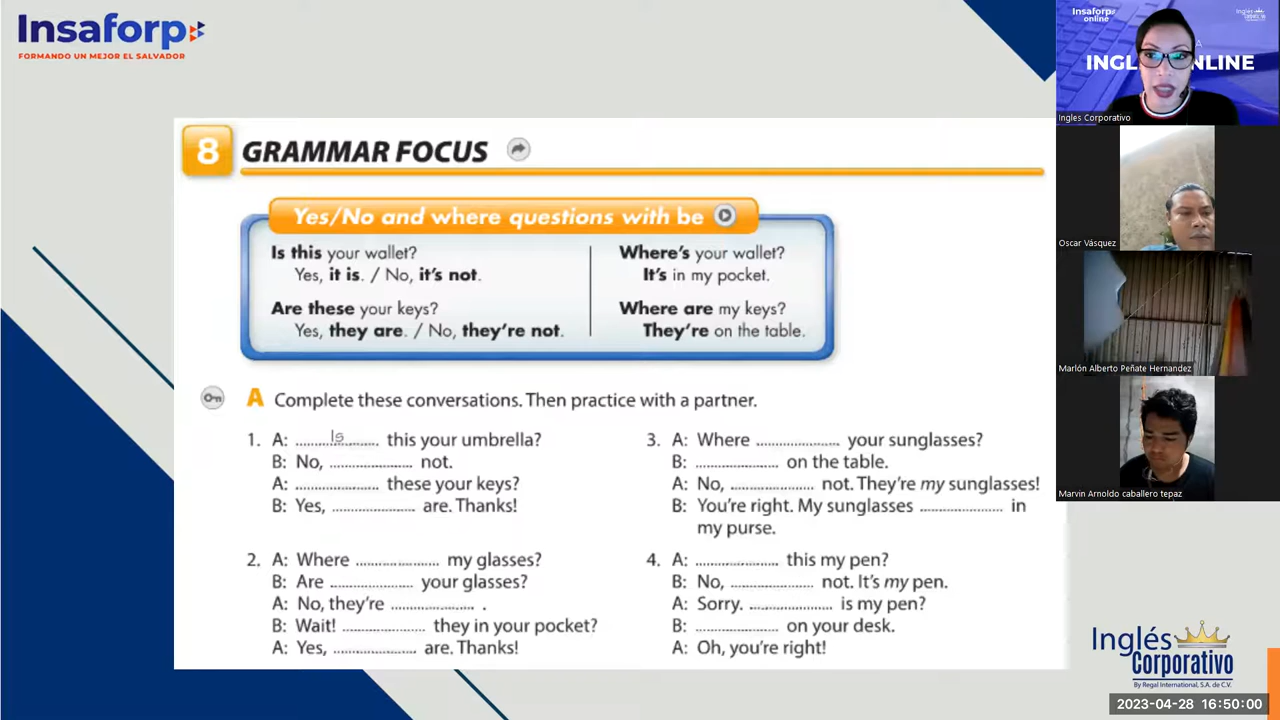 Insaforp
FORMANDO UN MEJOR EL SALVADOR
8 GRAMMAR FOCUS
Yes/No and where questions with be
Is this your wallet?
Yes, it is. / No, it's not.
Are these your keys?
Yes, they are. / No, they're not.
Where's your wallet?
It's in my pocket.
Where are my keys?
They're on the table.
A Complete these conversations. Then practice with a partner.
1. A: ....Is.... this your umbrella?
B: No, .................... not.
A: .................... these your keys?
B: Yes, .................... are. Thanks!
2. A: Where .................... my glasses?
B: Are .................... your glasses?
A: No, they're .................... .
B: Wait! .................... they in your pocket?
A: Yes, .................... are. Thanks!
3. A: Where .................... your sunglasses?
B: .................... on the table.
A: No, .................... not. They're my sunglasses!
B: You're right. My sunglasses .................... in
my purse.
4. A: .................... this my pen?
B: No, .................... not. It's my pen.
A: Sorry. .................... is my pen?
B: .................... on your desk.
A: Oh, you're right!
Insaforp
online
INGL NLINE
Ingles Corporativo
Oscar Vásquez
Marlón Alberto Peñate Hernandez
Marvin Arnoldo caballero tepaz
Inglés
Corporativo
By Regal International, S.A. de C.V.
2023-04-28 16:50:00